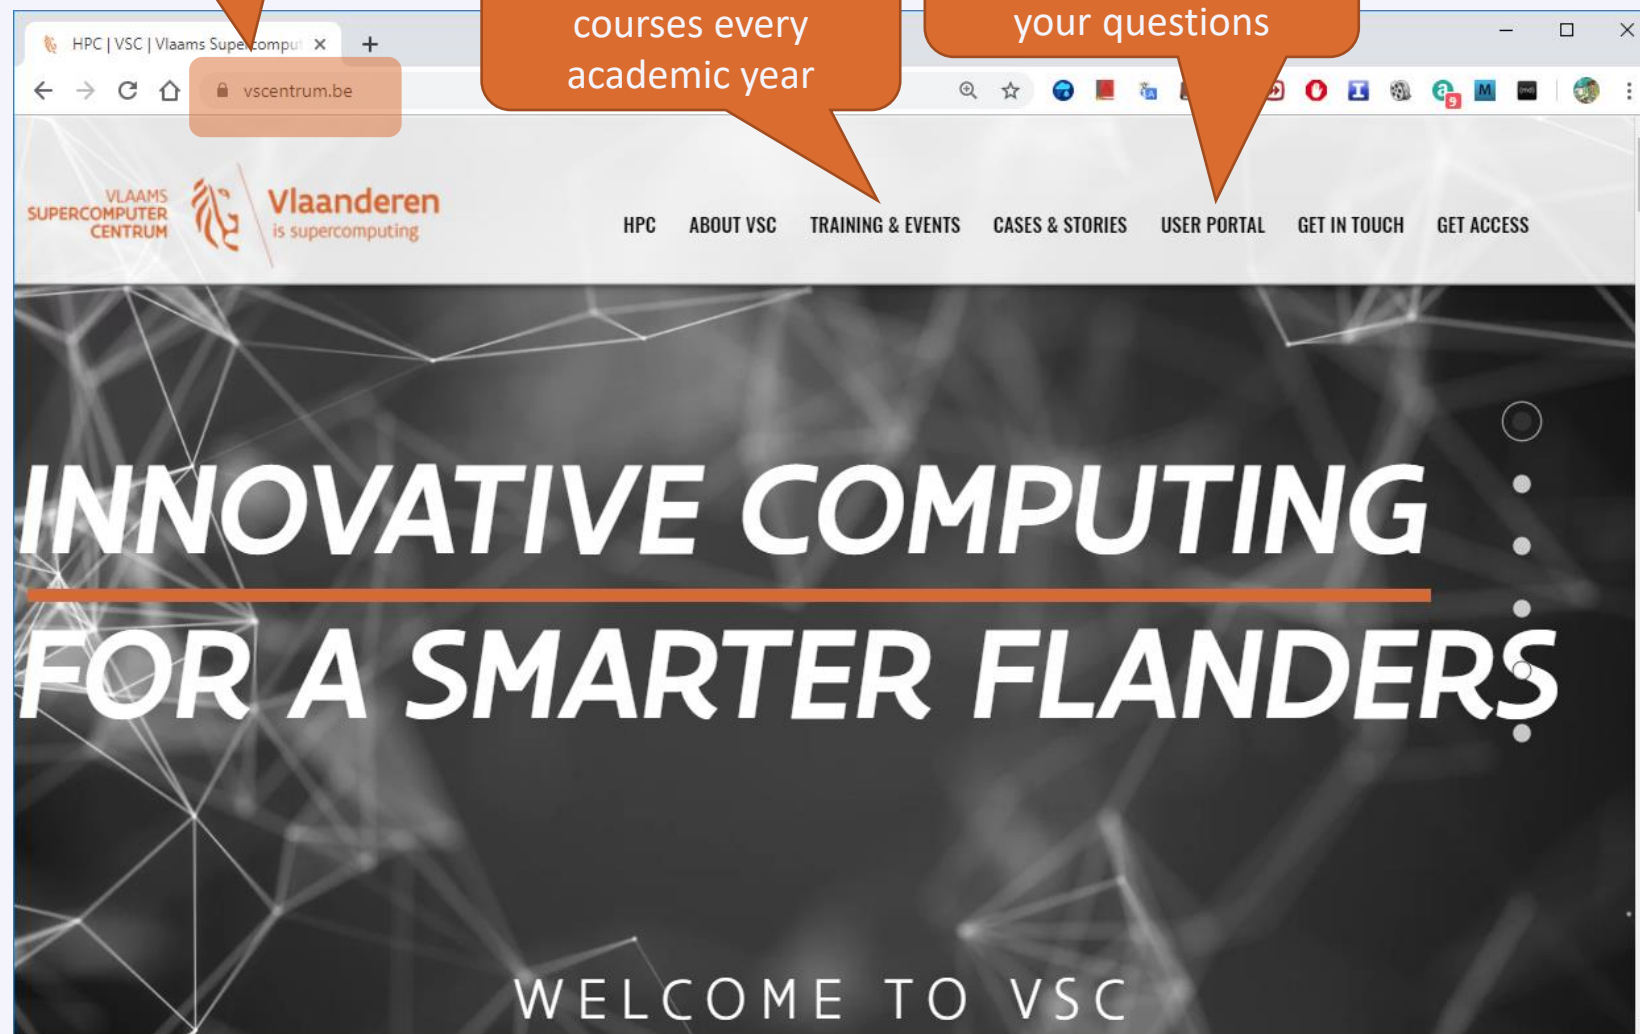 courses every
academic year
your questions
HPC | VSC | Vlaams Supercomput
vscentrum.be
VLAAMS
SUPERCOMPUTER
CENTRUM
Vlaanderen
is supercomputing
HPC ABOUT VSC TRAINING & EVENTS CASES & STORIES USER PORTAL GET IN TOUCH GET ACCESS
INNOVATIVE COMPUTING
FOR A SMARTER FLANDERS
WELCOME TO VSC